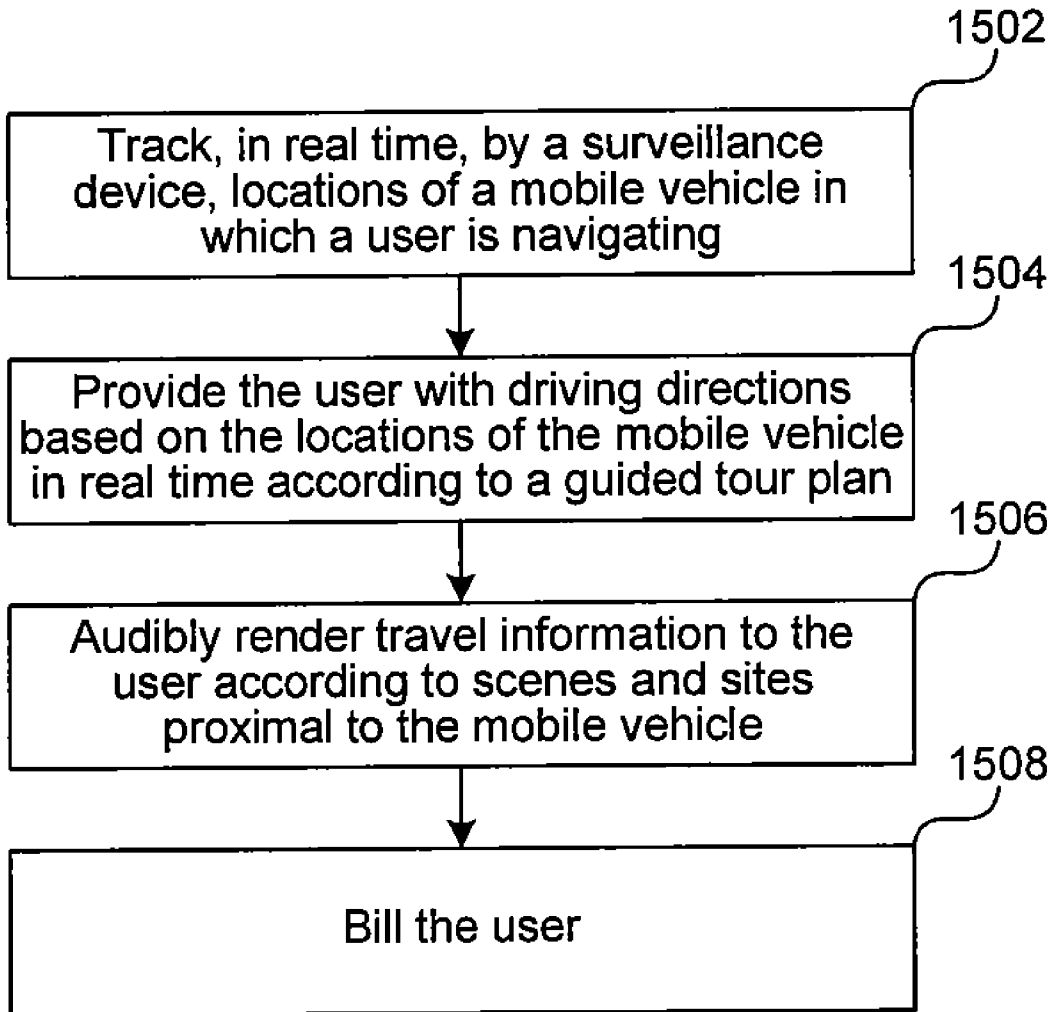 1502
Track, in real time, by a surveillance
device, locations of a mobile vehicle in
which a user is navigating
1504
Provide the user with driving directions
based on the locations of the mobile vehicle
in real time according to a guided tour plan
1506
Audibly render travel information to the
user according to scenes and sites
proximal to the mobile vehicle
1508
Bill the user